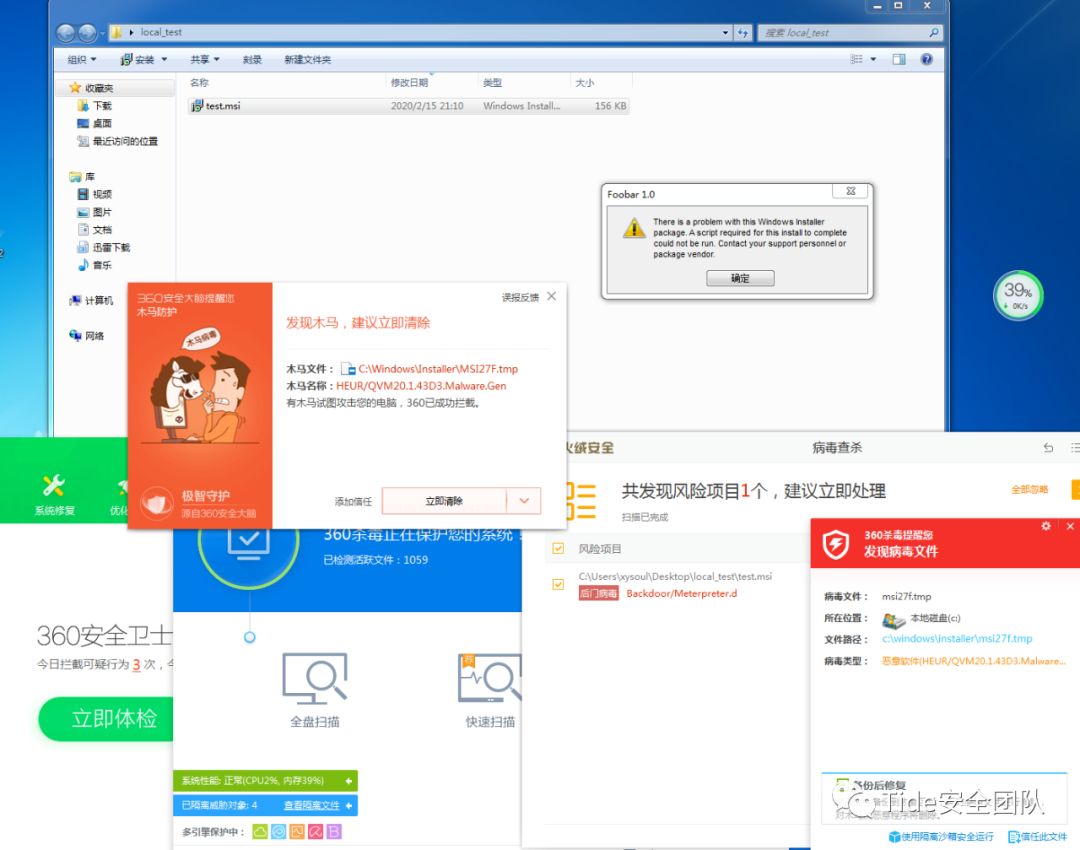 local_test
搜索 local_test
组织
安装
共享
刻录
新建文件夹
名称
修改日期
类型
大小
收藏夹
test.msi
2020/2/15 21:10
Windows Install...
156 KB
下载
桌面
最近访问的位置
库
视频
图片
文档
迅雷下载
音乐
计算机
网络
Foobar 1.0
There is a problem with this Windows Installer
package. A script required for this install to complete
could not be run. Contact your support personnel or
package vendor.
确定
39%
0K/s
360安全大脑提醒您
木马防护
木马病毒
误报反馈
发现木马，建议立即清除
木马文件：
C:\Windows\Installer\MSI27F.tmp
木马名称：
HEUR/QVM20.1.43D3.Malware.Gen
有木马试图攻击您的电脑，360已成功拦截。
极智守护
源自360安全大脑
添加信任
立即清除
系统修复
优化
360安全卫士
今日拦截可疑行为 3 次，
立即体检
360杀毒正在保护您的系统
已检测活跃文件：1059
全盘扫描
荐
快速扫描
系统性能: 正常(CPU2%, 内存39%)
已隔离威胁对象: 4
查看隔离文件
多引擎保护中：
火绒安全
病毒查杀
共发现风险项目1个，建议立即处理
扫描已完成
全部忽略
风险项目
C:\Users\xysoul\Desktop\local_test\test.msi
后门病毒
Backdoor/Meterpreter.d
360杀毒提醒您
发现病毒文件
病毒文件：
msi27f.tmp
所在位置：
本地磁盘(c)
文件路径：
c:\windows\installer\msi27f.tmp
病毒类型：
恶意软件(HEUR/QVM20.1.43D3.Malware...
备份后修复
Tide安全团队
使用隔离沙箱安全运行
信任此文件